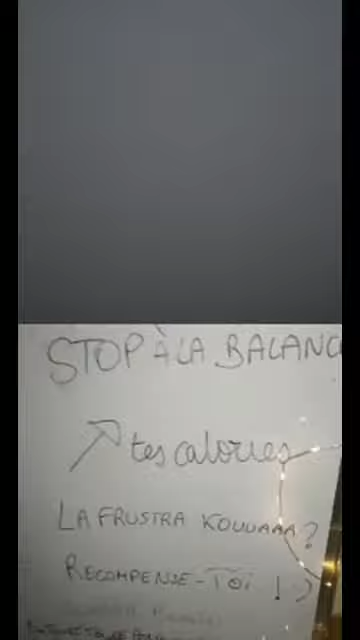 STOP À LA BALANC
↗ tes calories
LA FRUSTRA KOUUAAA ?
RECOMPENSE-TOI ! :)